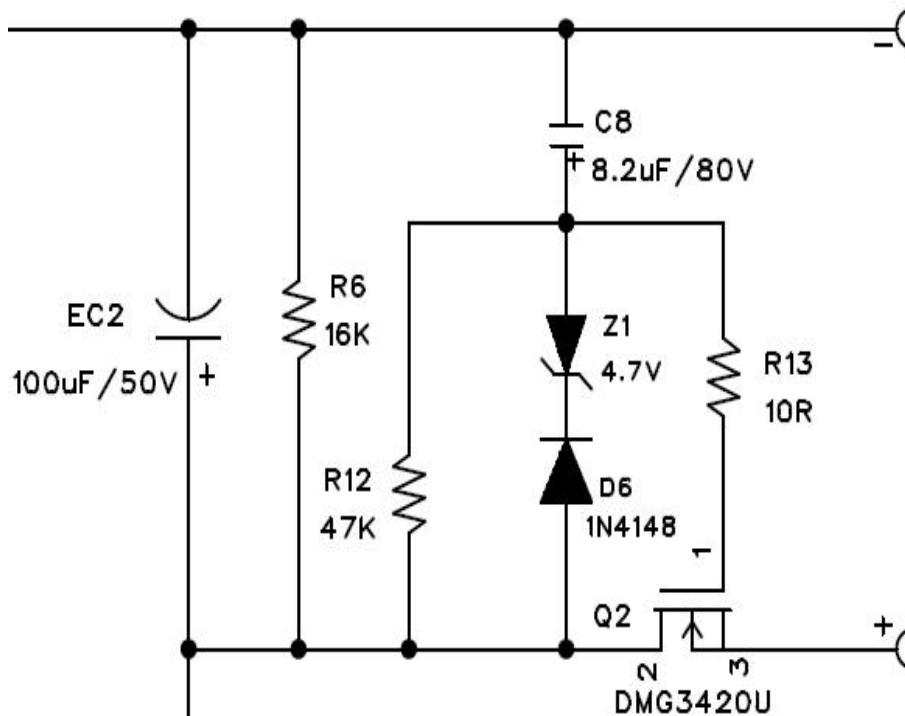 -
C8
+
8.2uF/80V
R6
16K
EC2
+
100uF/50V
Z1
4.7V
R13
10R
R12
47K
D6
1N4148
1
Q2
+
2
3
DMG3420U